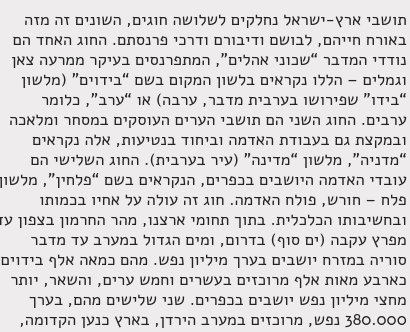 תושבי ארץ-ישראל נחלקים לשלושה חוגים, השונים זה מזה
באורח חייהם, לבושם ודיבורם ודרכי פרנסתם. החוג האחד הם
נודדי המדבר “שכוני אהלים”, המתפרנסים בעיקר ממרעה צאן
וגמלים – הללו נקראים בלשון המקום בשם “בידוים” (מלשון
“בידו” שפירושו בערבית מדבר, ערבה) או “ערב”, כלומר
ערבים. החוג השני הם תושבי הערים העוסקים במסחר ומלאכה
ובמקצת גם בעבודת האדמה וביחוד בנטיעות, אלה נקראים
“מדניה”, מלשון “מדינה” (עיר בערבית). החוג השלישי הם
עובדי האדמה היושבים בכפרים, הנקראים בשם “פלחין”, מלשון
פלח – חורש, פולח האדמה. חוג זה עולה על אחיו בכמותו
ובחשיבותו הכלכלית. בתוך תחומי ארצנו, מהר החרמון בצפון עד
מפרץ עקבה (ים סוף) בדרום, ומים הגדול במערב עד מדבר
סוריה במזרח יושבים בערך מיליון נפש. מהם כמאה אלף בידוים
כארבע מאות אלף מרוכזים בעשרים וחמש ערים, והשאר, יותר
מחצי מיליון נפש יושבים בכפרים. שני שלישים מהם, בערך
380.000 נפש, מרוכזים במערב הירדן, בארץ כנען הקדומה,